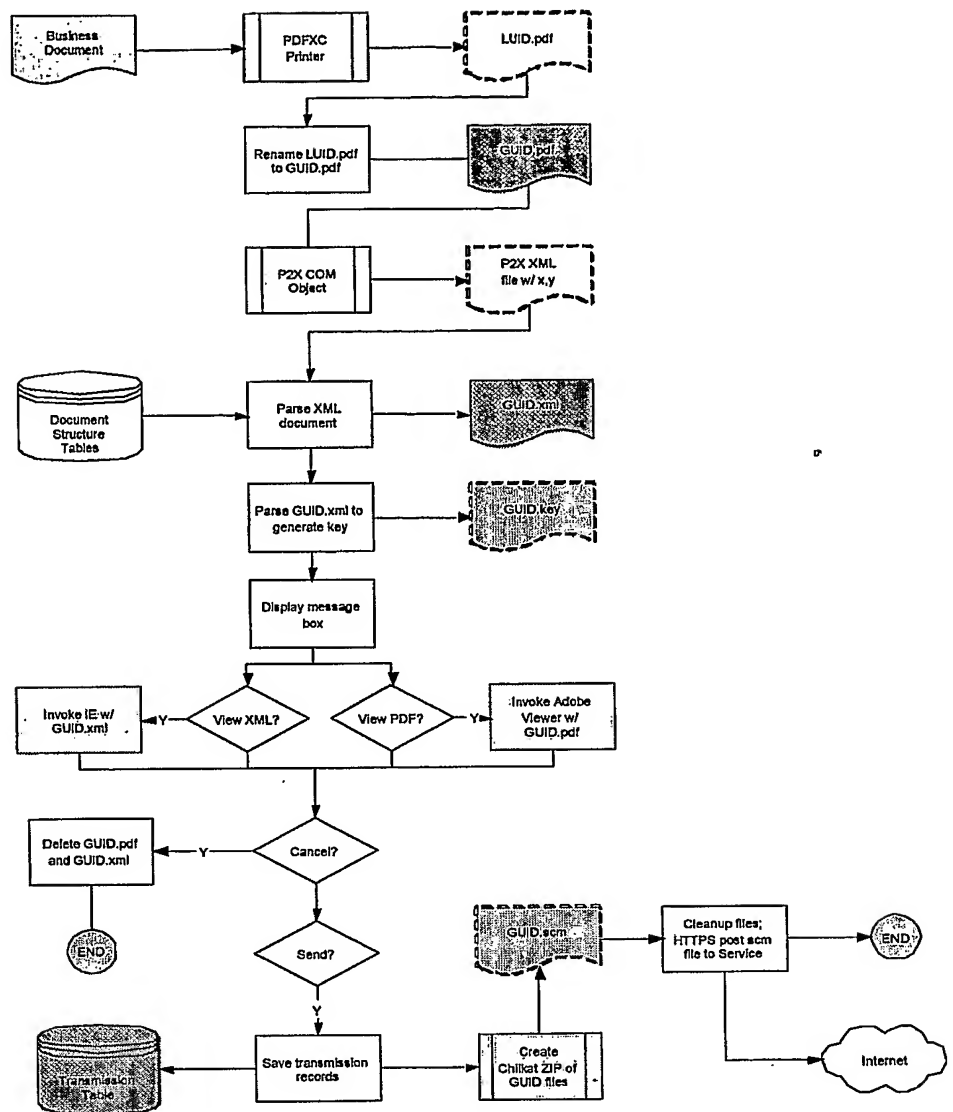 Business
Document
PDFXC
Printer
LUID.pdf
Rename LUID.pdf
to GUID.pdf
GUID.pdf
P2X COM
Object
P2X XML
file w/ x,y
Document
Structure
Tables
Parse XML
document
GUID.xml
Parse GUID.xml to
generate key
GUID.key
Display message
box
Invoke IE w/
GUID.xml
Y
View XML?
View PDF?
Y
Invoke Adobe
Viewer w/
GUID.pdf
Delete GUID.pdf
and GUID.xml
Y
Cancel?
END
Send?
GUID.scm
Cleanup files;
HTTPS post scm
file to Service
END
Y
Transmission
Table
Save transmission
records
Create
Chilkat ZIP of
GUID files
Internet